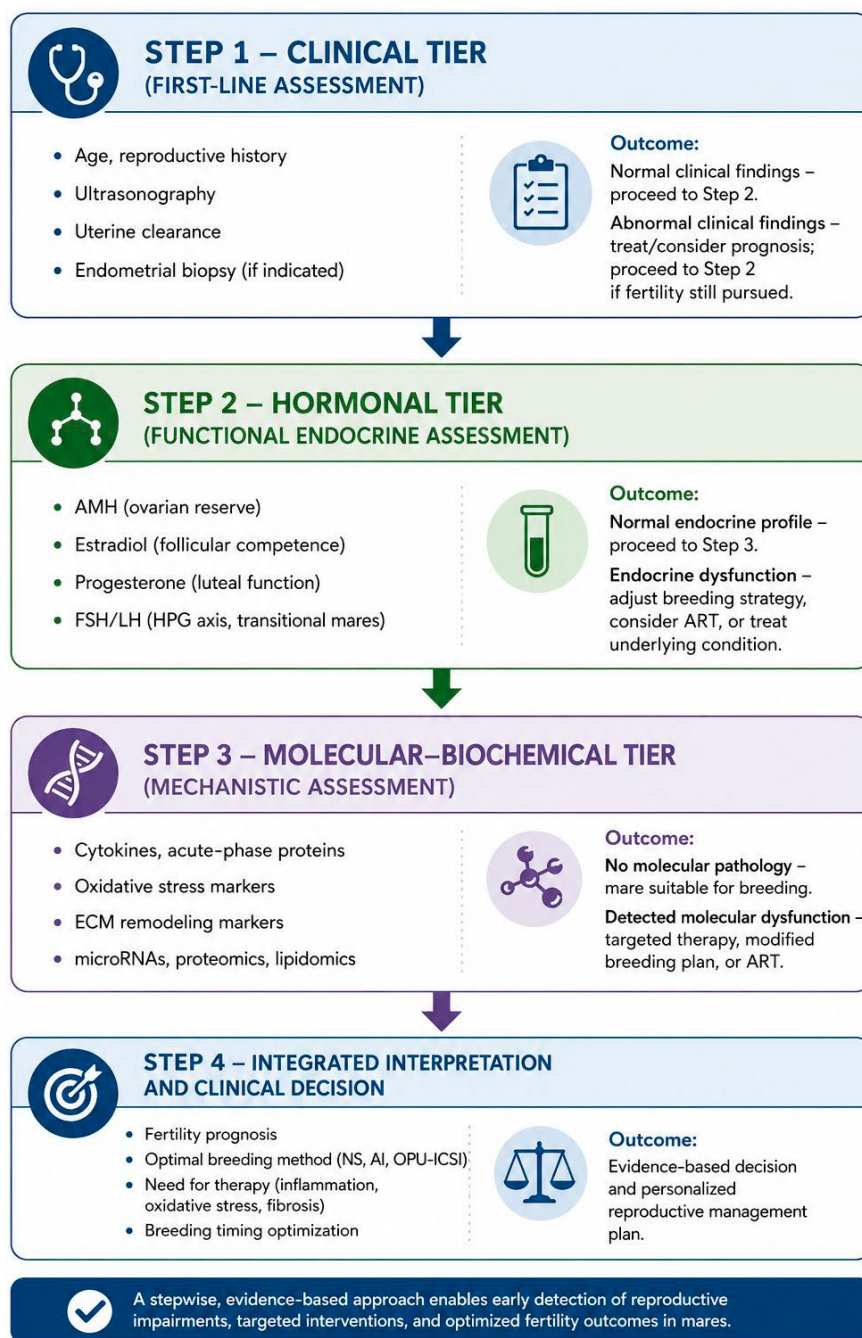 STEP 1 – CLINICAL TIER
(FIRST-LINE ASSESSMENT)
• Age, reproductive history
• Ultrasonography
• Uterine clearance
• Endometrial biopsy (if indicated)
Outcome:
Normal clinical findings –
proceed to Step 2.
Abnormal clinical findings –
treat/consider prognosis;
proceed to Step 2
if fertility still pursued.
STEP 2 – HORMONAL TIER
(FUNCTIONAL ENDOCRINE ASSESSMENT)
• AMH (ovarian reserve)
• Estradiol (follicular competence)
• Progesterone (luteal function)
• FSH/LH (HPG axis, transitional mares)
Outcome:
Normal endocrine profile –
proceed to Step 3.
Endocrine dysfunction –
adjust breeding strategy,
consider ART, or treat
underlying condition.
STEP 3 – MOLECULAR–BIOCHEMICAL TIER
(MECHANISTIC ASSESSMENT)
• Cytokines, acute-phase proteins
• Oxidative stress markers
• ECM remodeling markers
• microRNAs, proteomics, lipidomics
Outcome:
No molecular pathology –
mare suitable for breeding.
Detected molecular dysfunction –
targeted therapy, modified
breeding plan, or ART.
STEP 4 – INTEGRATED INTERPRETATION
AND CLINICAL DECISION
• Fertility prognosis
• Optimal breeding method (NS, AI, OPU-ICSI)
• Need for therapy (inflammation,
oxidative stress, fibrosis)
• Breeding timing optimization
Outcome:
Evidence-based decision
and personalized
reproductive management
plan.
A stepwise, evidence-based approach enables early detection of reproductive
impairments, targeted interventions, and optimized fertility outcomes in mares.